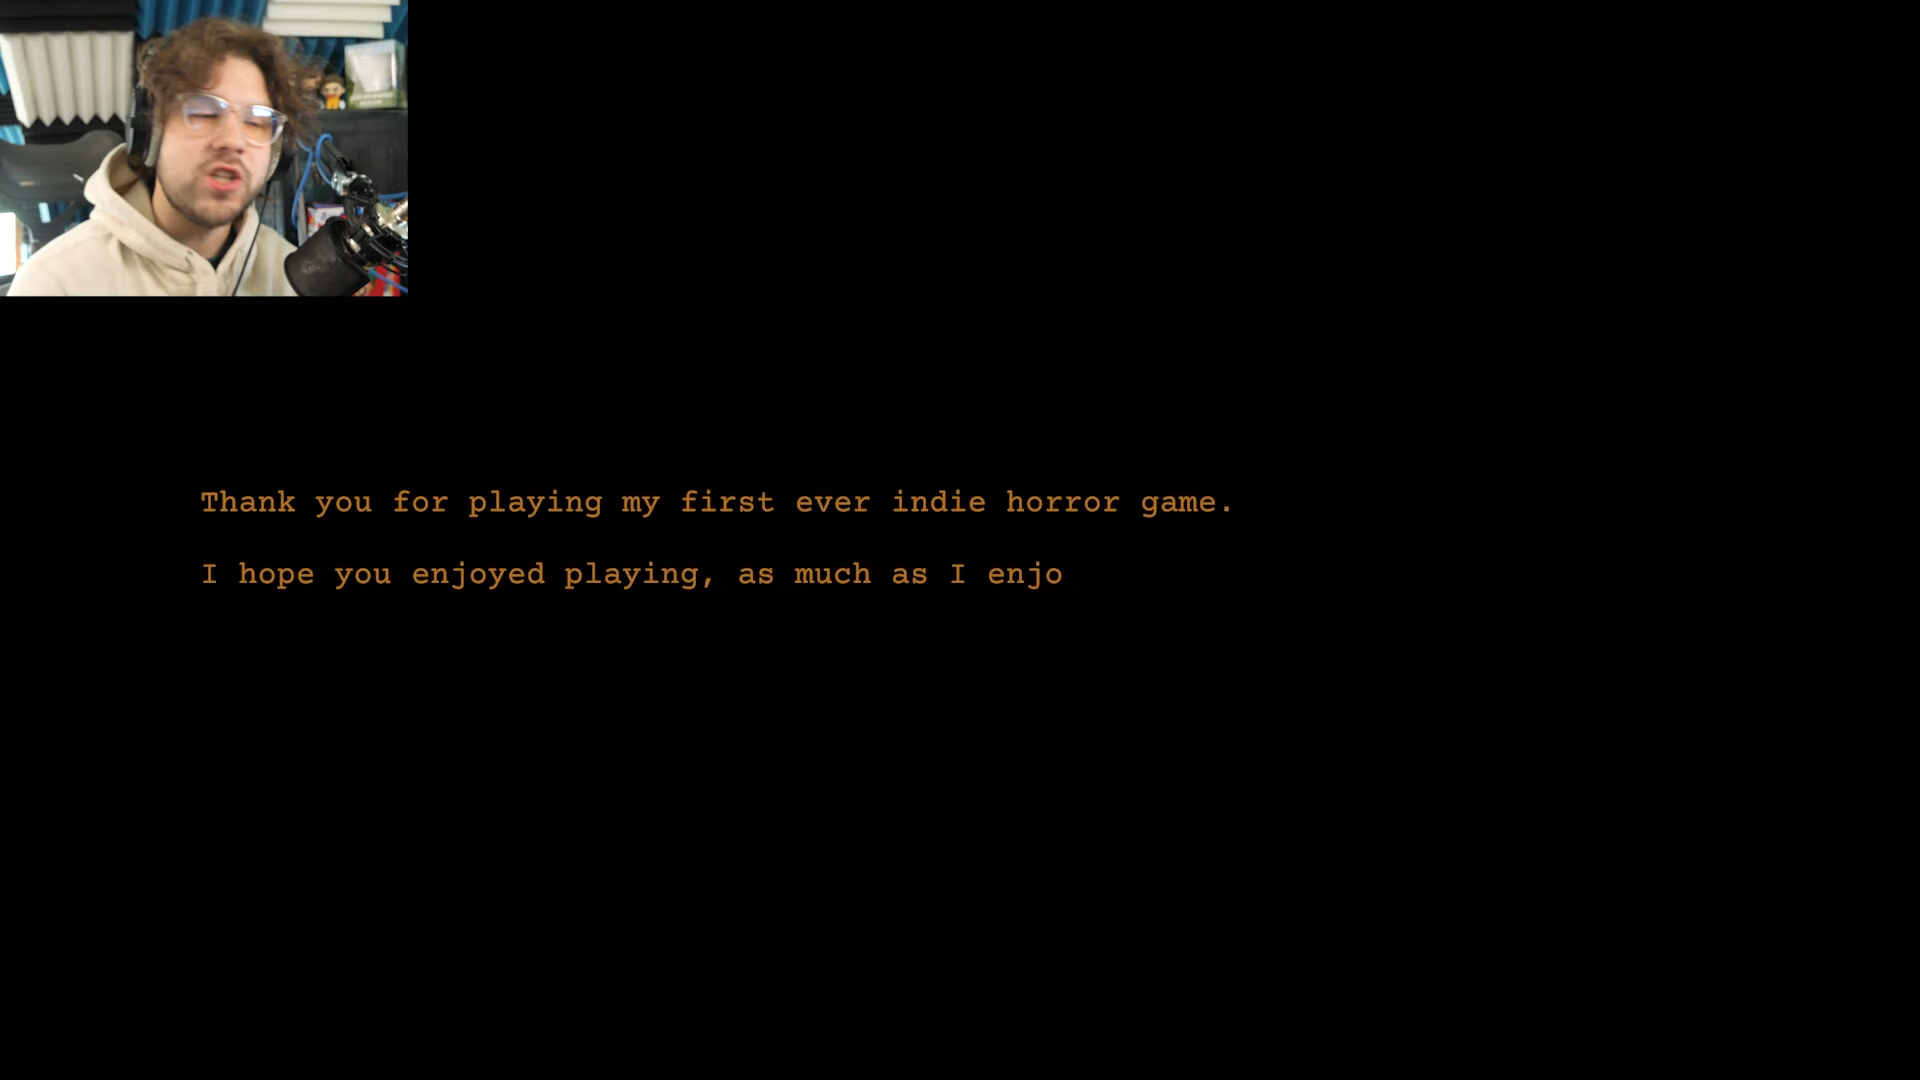 Thank you for playing my first ever indie horror game.
I hope you enjoyed playing, as much as I enjo